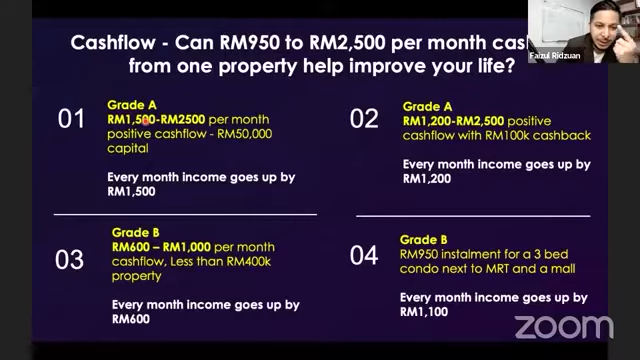 Cashflow - Can RM950 to RM2,500 per month cas
from one property help improve your life?
Faizul Ridzuan
01
Grade A
RM1,500-RM2500 per month
positive cashflow - RM50,000
capital
Every month income goes up by
RM1,500
02
Grade A
RM1,200-RM2,500 positive
cashflow with RM100k cashback
Every month income goes up by
RM1,200
03
Grade B
RM600 – RM1,000 per month
cashflow, Less than RM400k
property
Every month income goes up by
RM600
04
Grade B
RM950 instalment for a 3 bed
condo next to MRT and a mall
Every month income goes up by
RM1,100
zoom